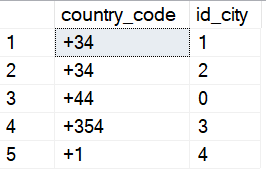 country_code id_city
1 +34 1
2 +34 2
3 +44 0
4 +354 3
5 +1 4